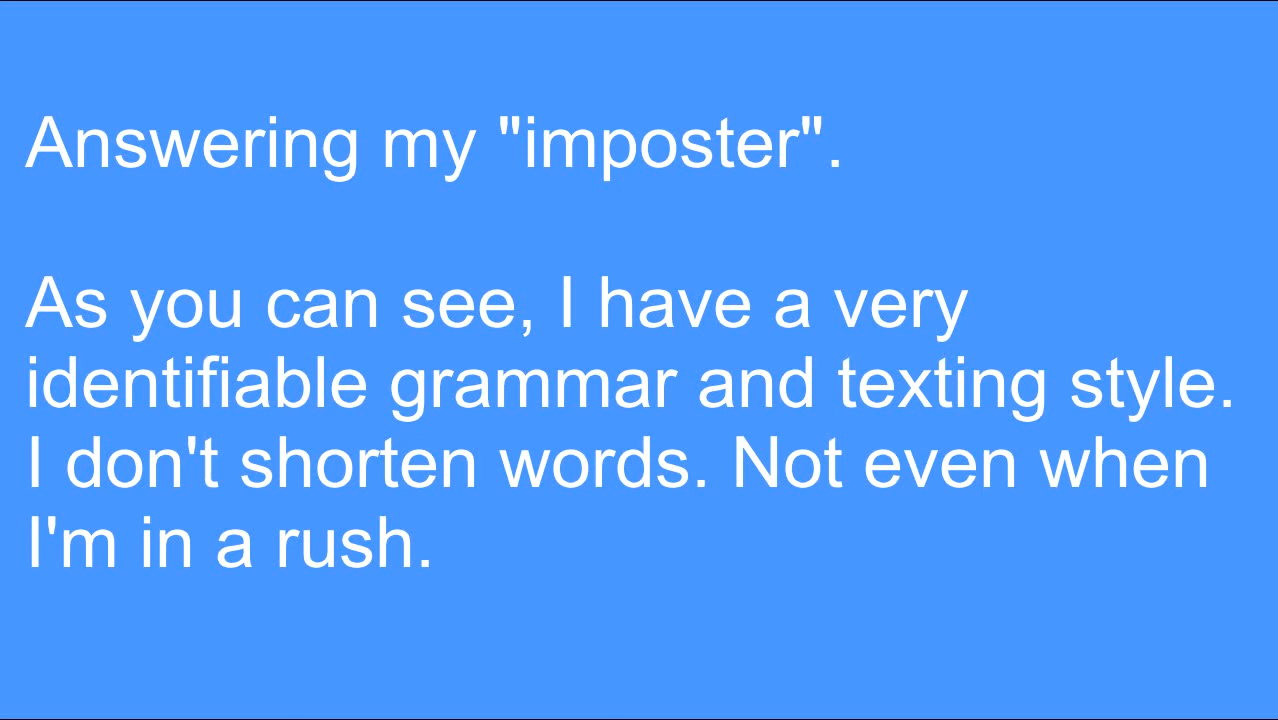 Answering my "imposter".
As you can see, I have a very
identifiable grammar and texting style.
I don't shorten words. Not even when
I'm in a rush.